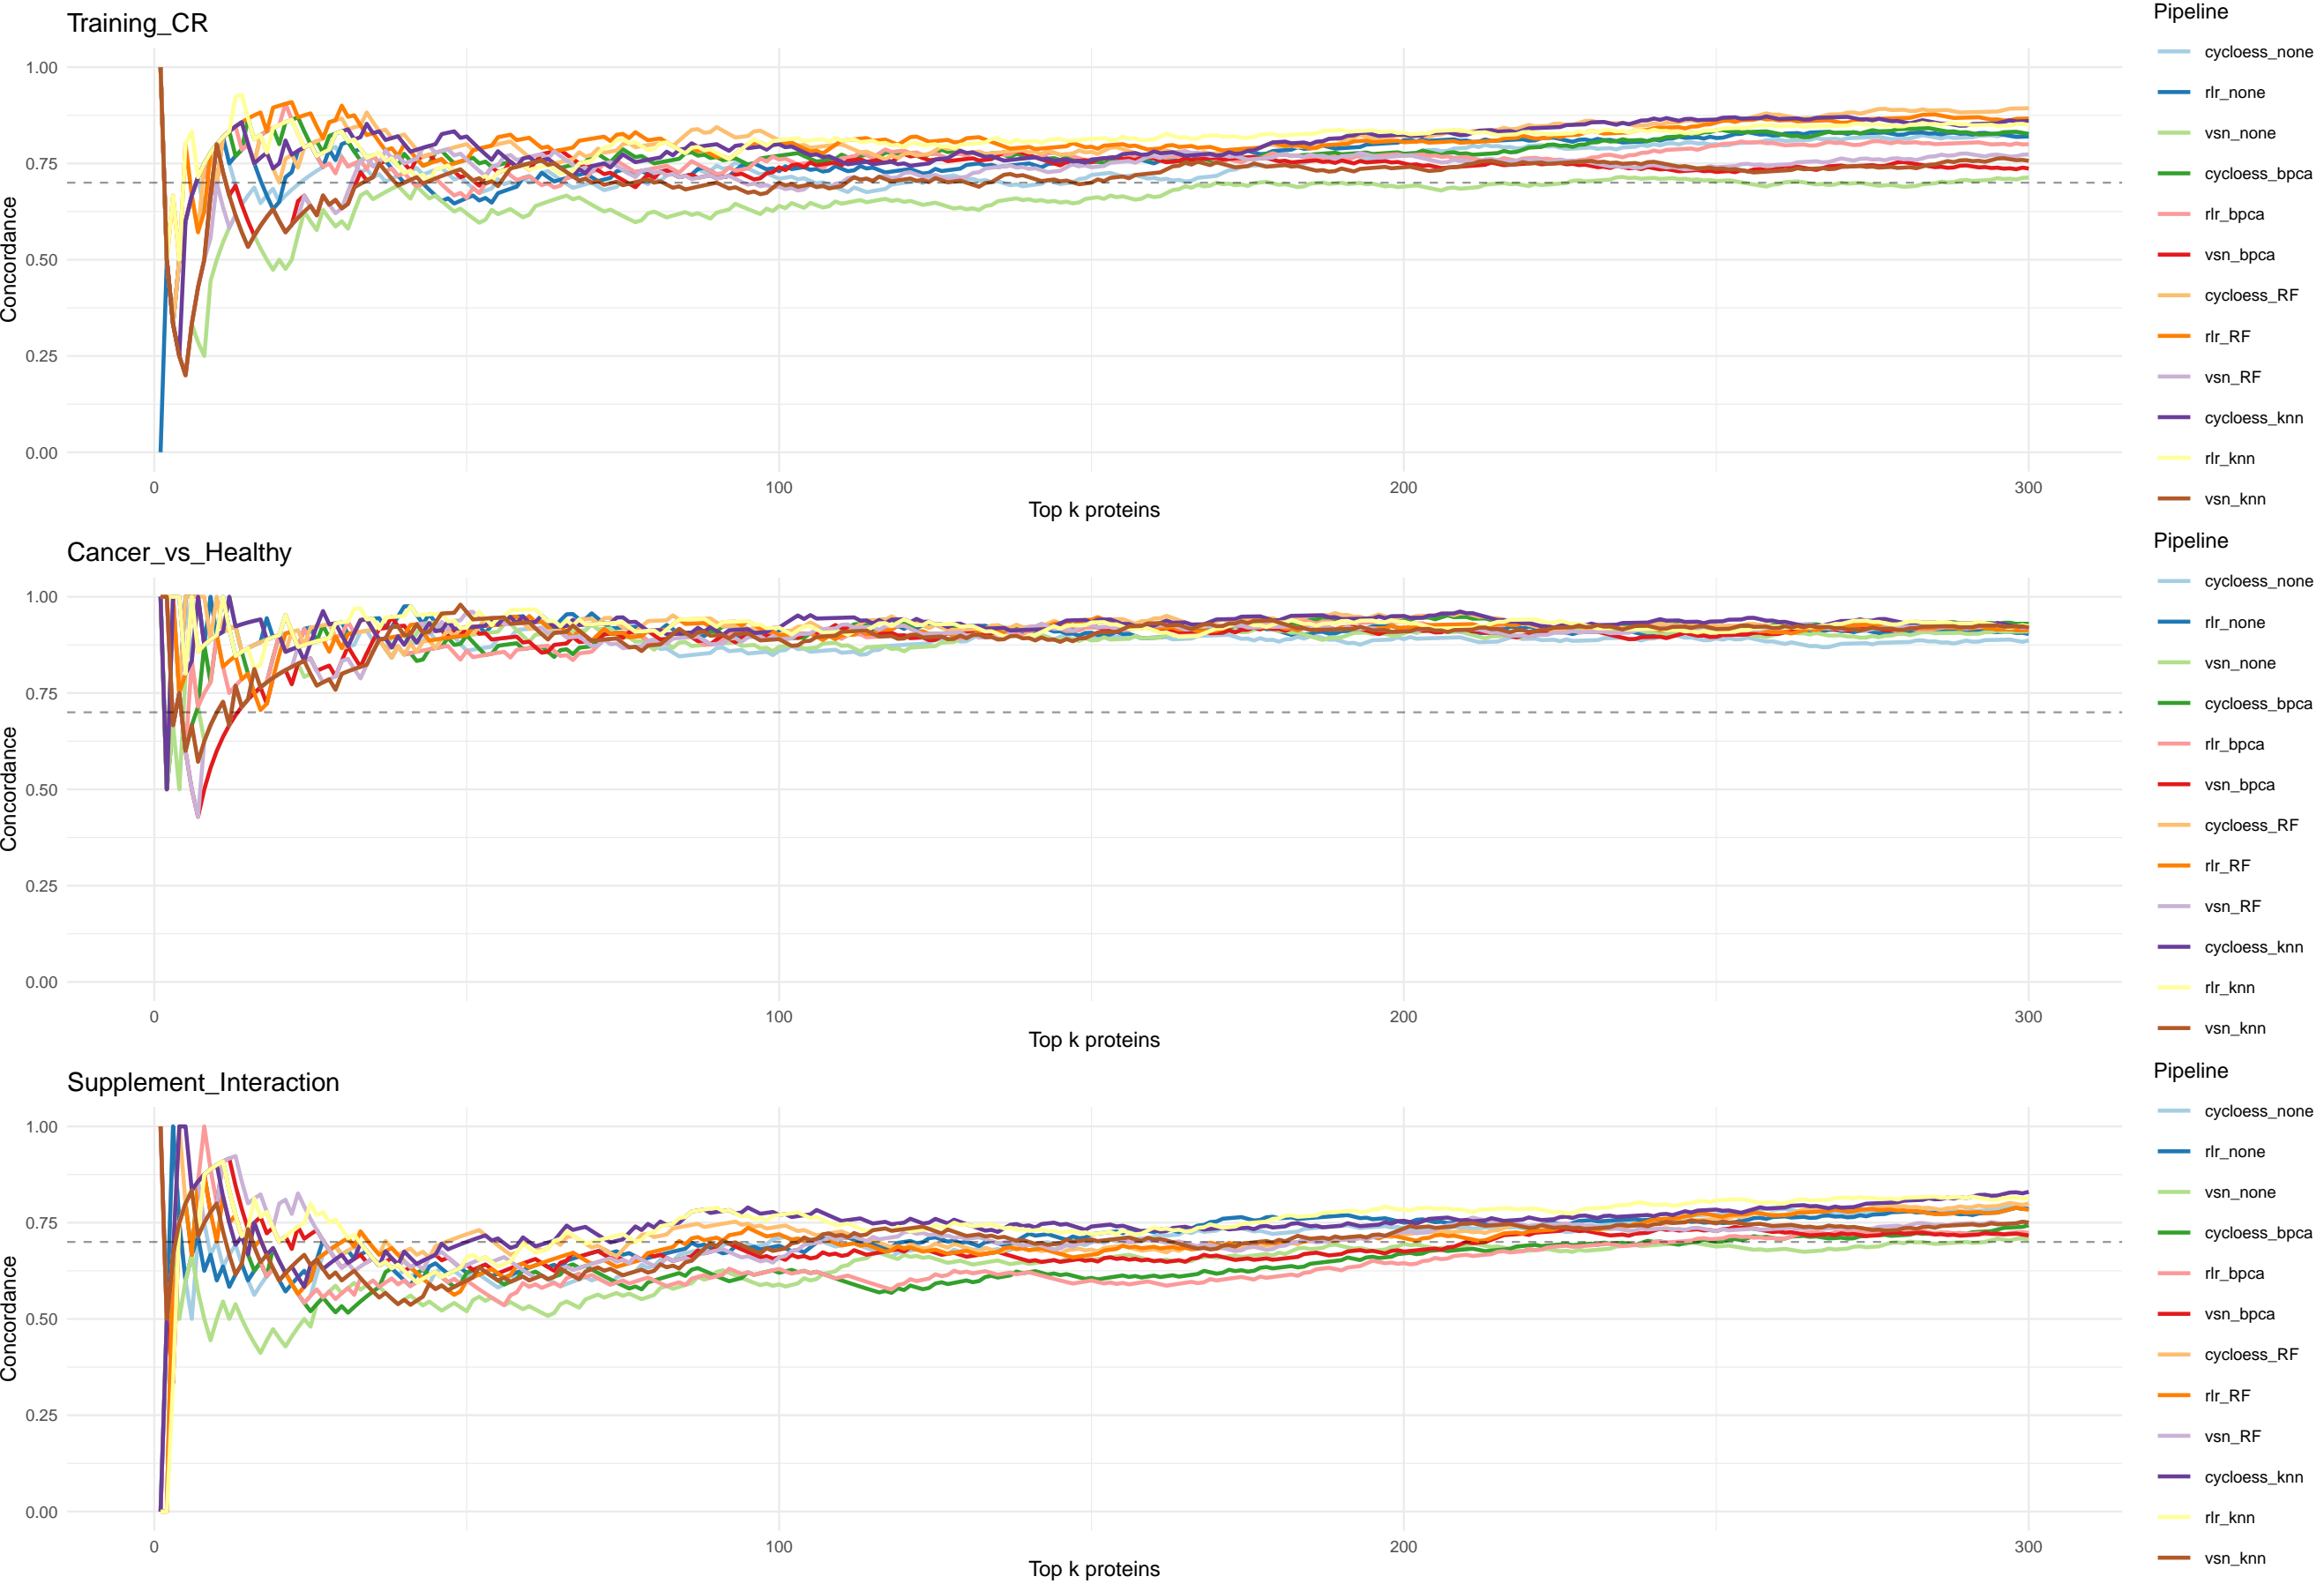 Training_CR
Concordance
1.00
0.75
0.50
0.25
0.00
0
100
200
300
Top k proteins
Pipeline
cycloess_none
rlr_none
vsn_none
cycloess_bpca
rlr_bpca
vsn_bpca
cycloess_RF
rlr_RF
vsn_RF
cycloess_knn
rlr_knn
vsn_knn
Cancer_vs_Healthy
Concordance
1.00
0.75
0.50
0.25
0.00
0
100
200
300
Top k proteins
Pipeline
cycloess_none
rlr_none
vsn_none
cycloess_bpca
rlr_bpca
vsn_bpca
cycloess_RF
rlr_RF
vsn_RF
cycloess_knn
rlr_knn
vsn_knn
Supplement_Interaction
Concordance
1.00
0.75
0.50
0.25
0.00
0
100
200
300
Top k proteins
Pipeline
cycloess_none
rlr_none
vsn_none
cycloess_bpca
rlr_bpca
vsn_bpca
cycloess_RF
rlr_RF
vsn_RF
cycloess_knn
rlr_knn
vsn_knn